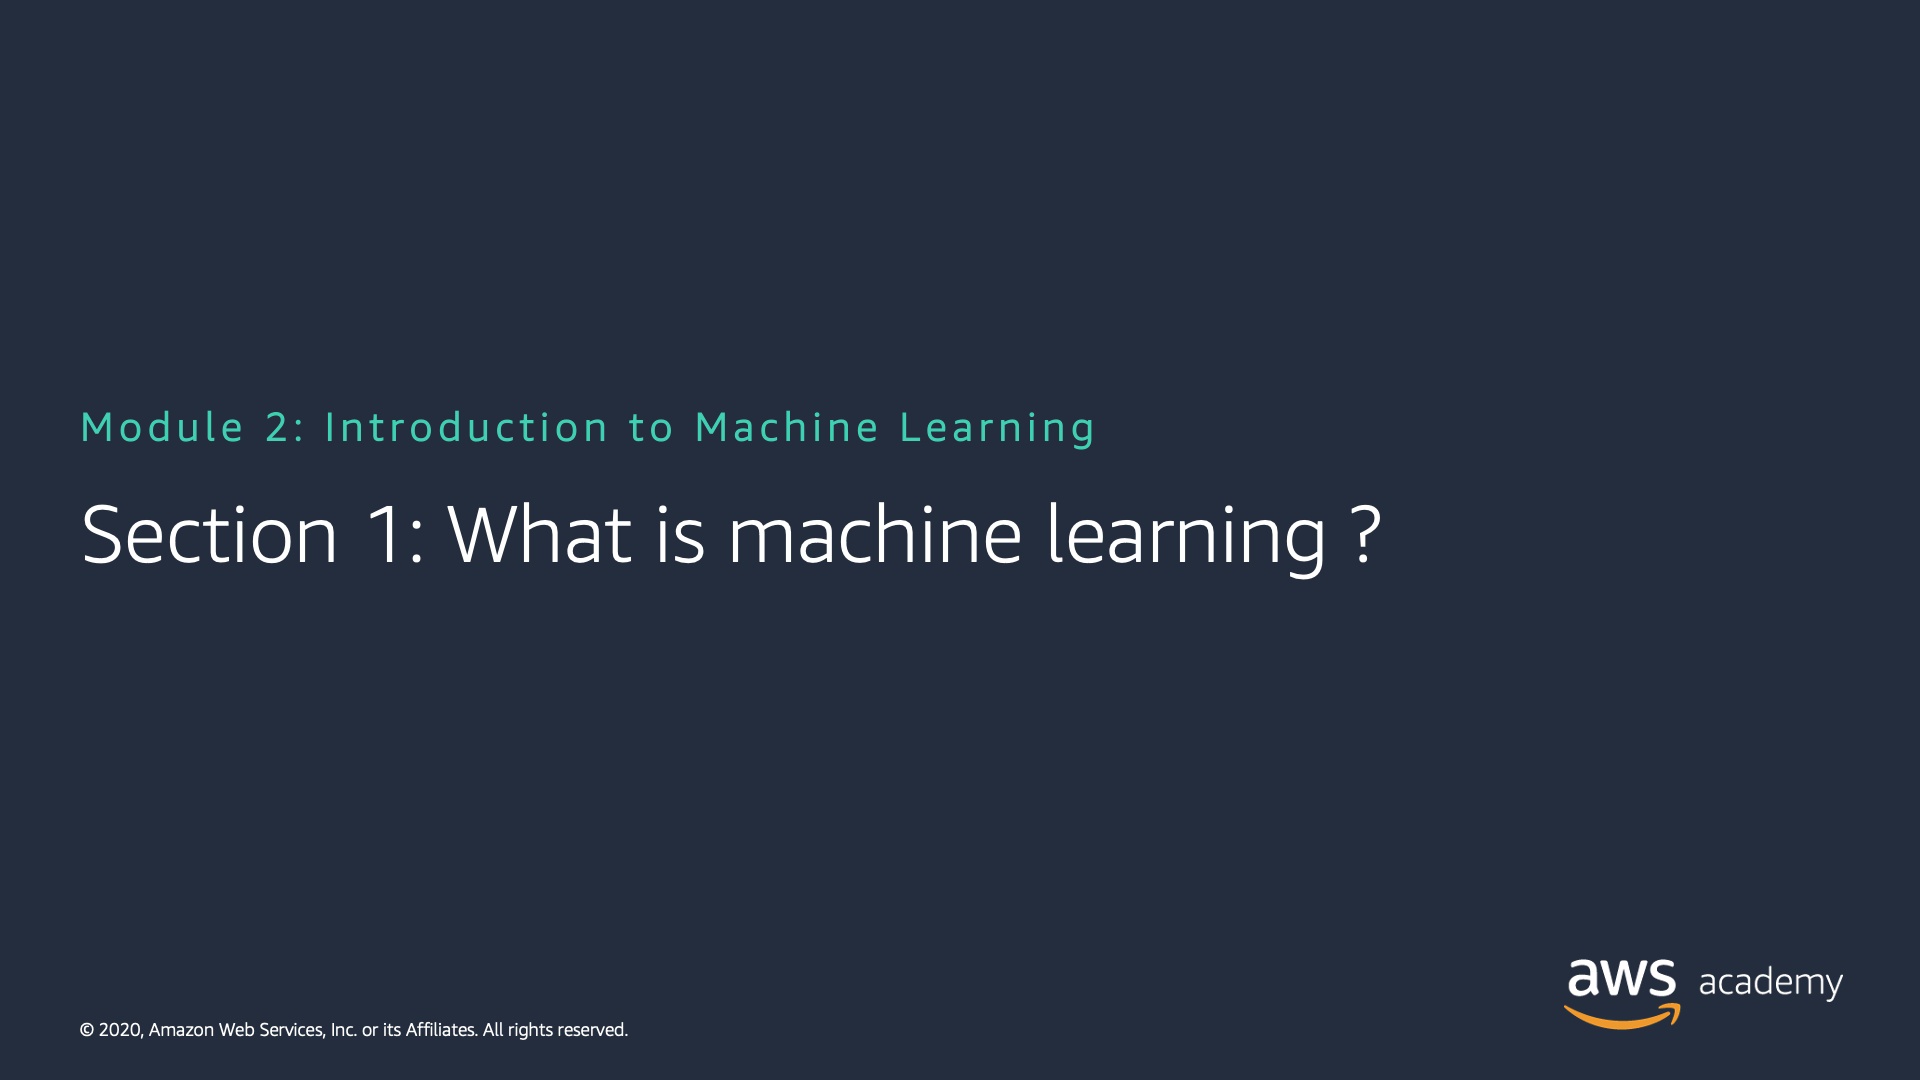 Module 2: Introduction to Machine Learning
Section 1: What is machine learning ?
aws academy
© 2020, Amazon Web Services, Inc. or its Affiliates. All rights reserved.